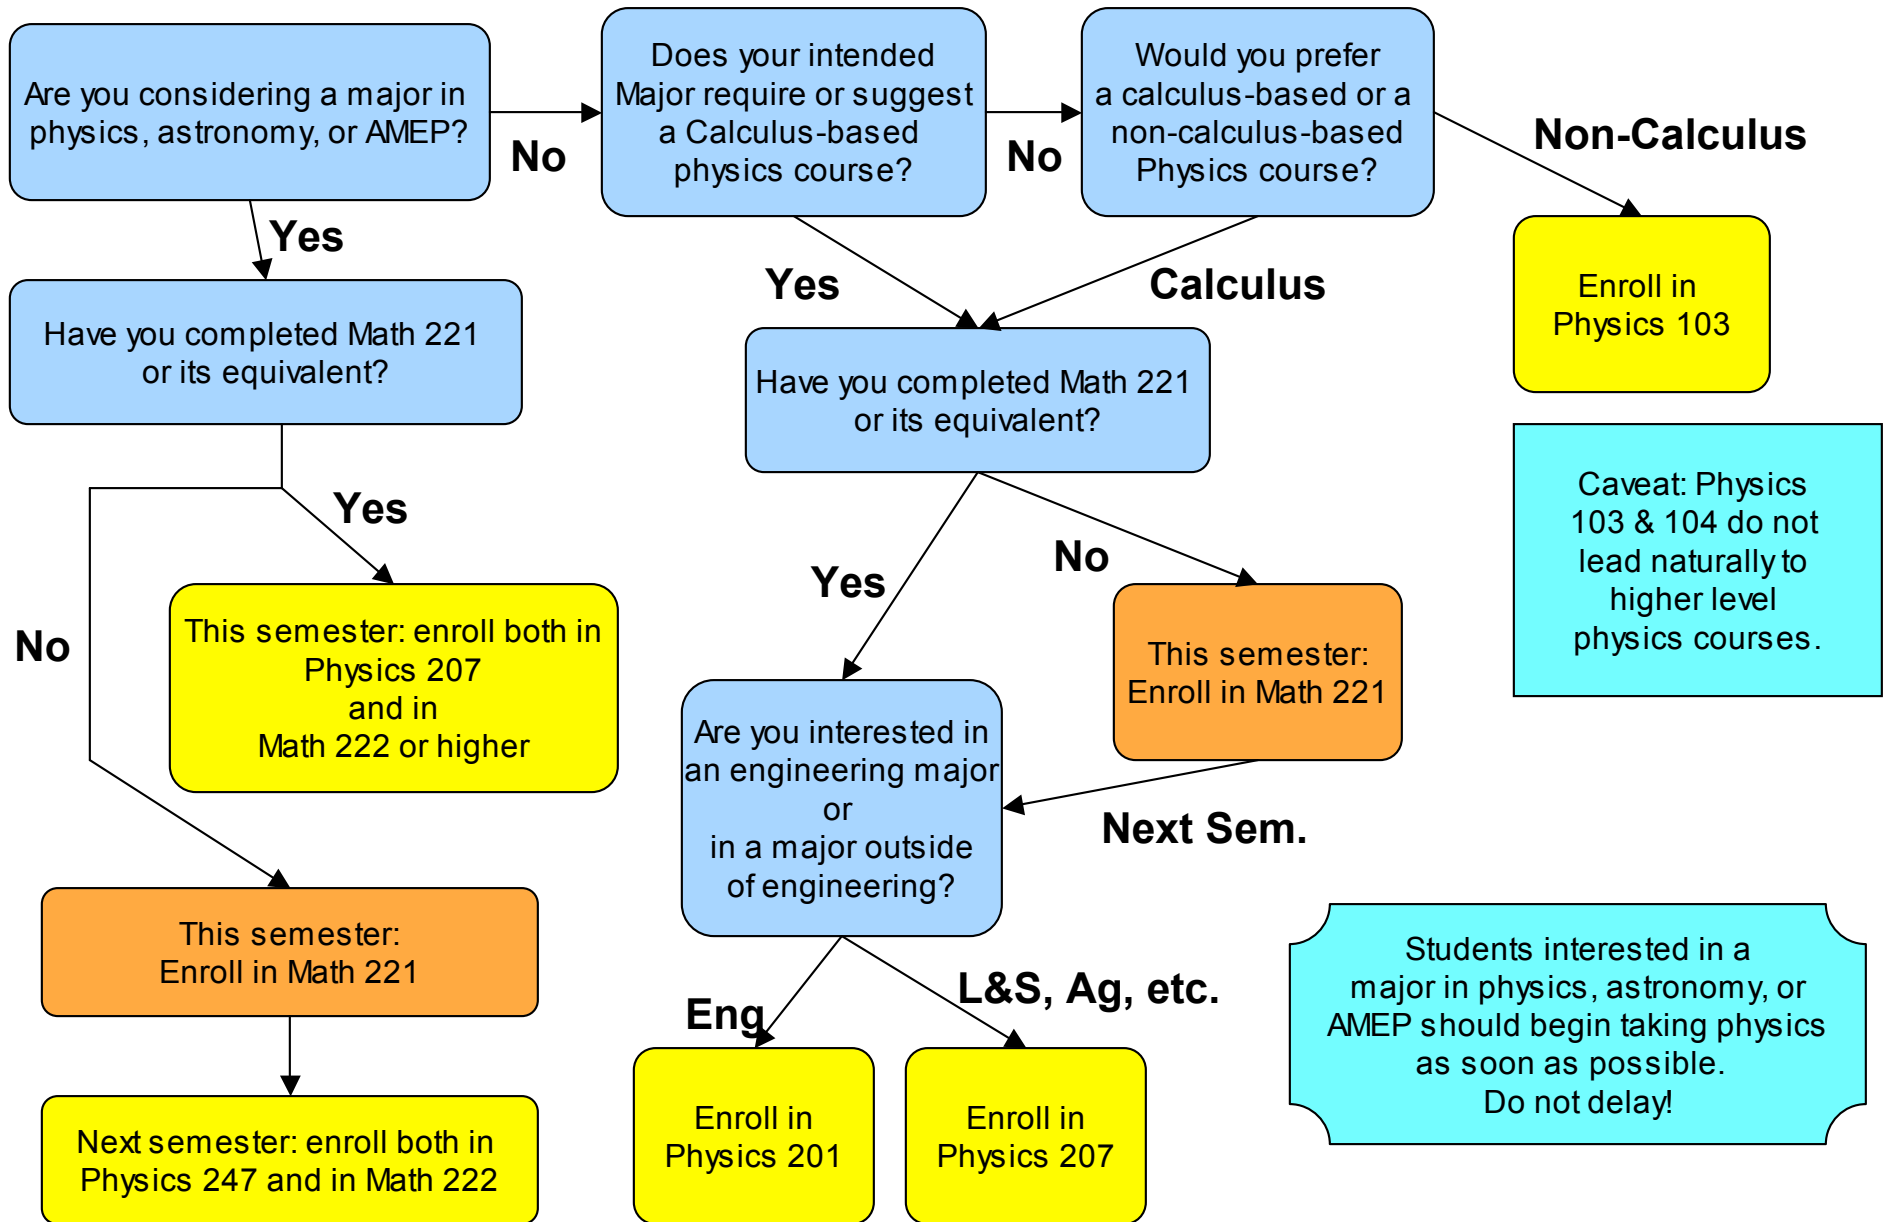 Are you considering a major in
physics, astronomy, or AMEP?
No
Does your intended
Major require or suggest
a Calculus-based
physics course?
No
Would you prefer
a calculus-based or a
non-calculus-based
Physics course?
Non-Calculus
Enroll in
Physics 103
Yes
Yes
Calculus
Have you completed Math 221
or its equivalent?
Have you completed Math 221
or its equivalent?
Caveat: Physics
103 & 104 do not
lead naturally to
higher level
physics courses.
Yes
No
Yes
No
This semester: enroll both in
Physics 207
and in
Math 222 or higher
This semester:
Enroll in Math 221
Are you interested in
an engineering major
or
in a major outside
of engineering?
Next Sem.
This semester:
Enroll in Math 221
Eng
L&S, Ag, etc.
Students interested in a
major in physics, astronomy, or
AMEP should begin taking physics
as soon as possible.
Do not delay!
Next semester: enroll both in
Physics 247 and in Math 222
Enroll in
Physics 201
Enroll in
Physics 207